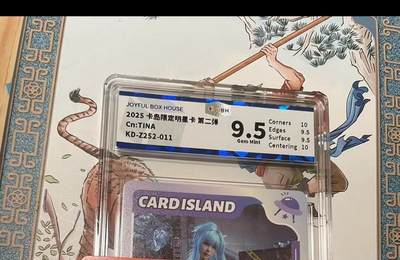 JOYFUL BOX HOUSE
BH
2025 卡岛限定明星卡 第二弹
Cn:TINA
KD-Z252-011
9.5
Gem Mint
Corners 10
Edges 9.5
Surface 9.5
Centering 10
CARD ISLAND